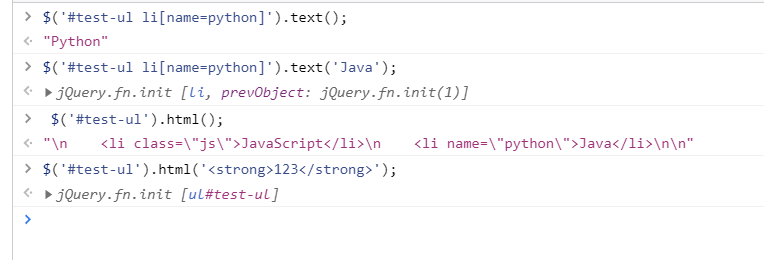 > $('#test-ul li[name=python]').text();
<· "Python"
> $('#test-ul li[name=python]').text('Java');
<· ▶jQuery.fn.init [li, prevObject: jQuery.fn.init(1)]
> $('#test-ul').html();
<· "\n    <li class=\"js\">JavaScript</li>\n    <li name=\"python\">Java</li>\n\n"
> $('#test-ul').html('<strong>123</strong>');
<· ▶jQuery.fn.init [ul#test-ul]
>